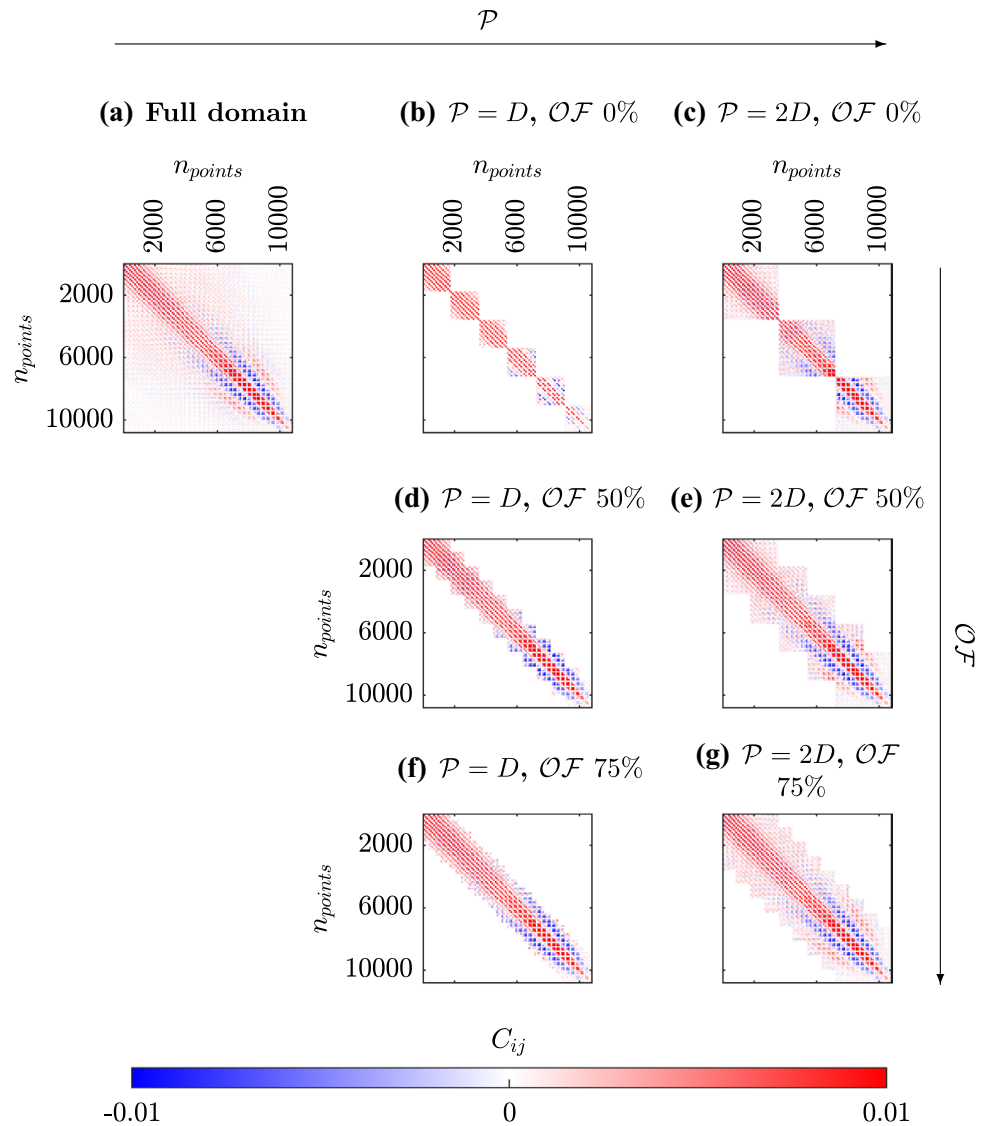 𝒫
(a) Full domain
(b) 𝒫 = D, 𝒪ℱ 0%
(c) 𝒫 = 2D, 𝒪ℱ 0%
n_points
n_points
n_points
2000
6000
10000
2000
6000
10000
2000
6000
10000
n_points
2000
6000
10000
(d) 𝒫 = D, 𝒪ℱ 50%
(e) 𝒫 = 2D, 𝒪ℱ 50%
n_points
2000
6000
10000
𝒪ℱ
(f) 𝒫 = D, 𝒪ℱ 75%
(g) 𝒫 = 2D, 𝒪ℱ
75%
n_points
2000
6000
10000
C_ij
-0.01
0
0.01